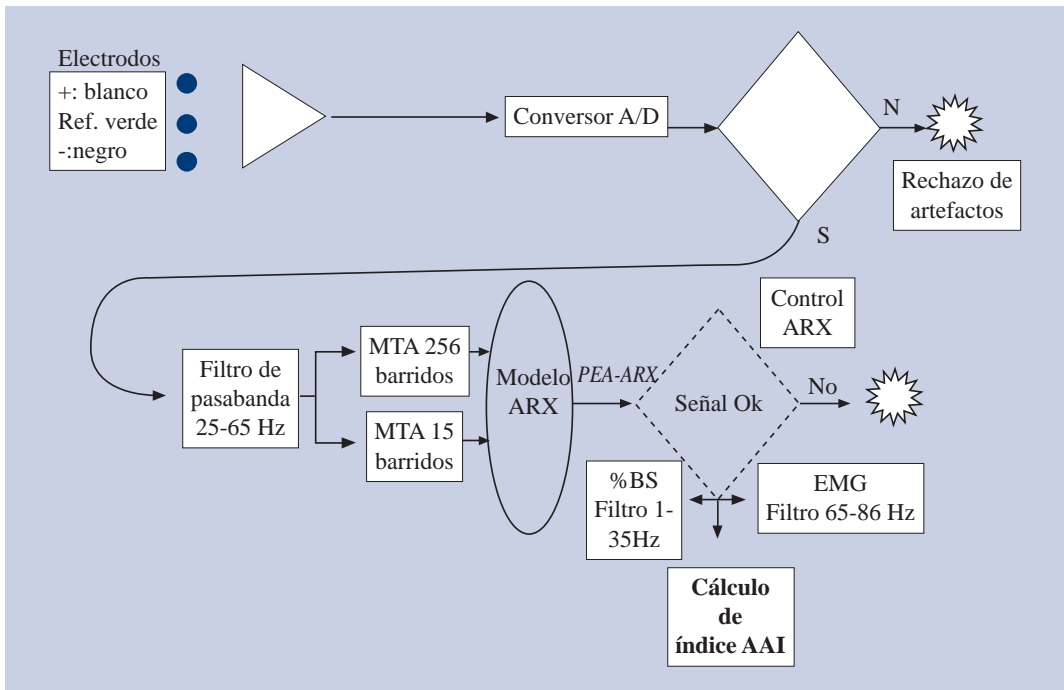 Electrodos
+: blanco
Ref. verde
-:negro
Conversor A/D
N
Rechazo de
artefactos
S
Control
ARX
Filtro de
pasabanda
25-65 Hz
MTA 256
barridos
MTA 15
barridos
Modelo
ARX
PEA-ARX
Señal Ok
No
%BS
Filtro 1-
35Hz
EMG
Filtro 65-86 Hz
Cálculo
de
índice AAI